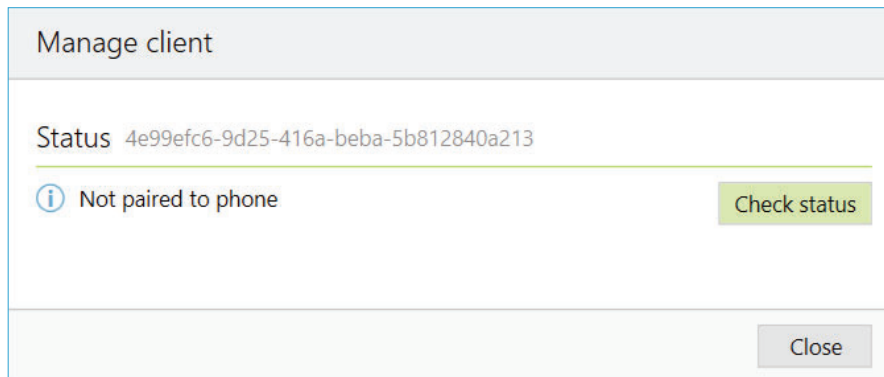 Manage client
Status 4e99efc6-9d25-416a-beba-5b812840a213
Not paired to phone
Check status
Close